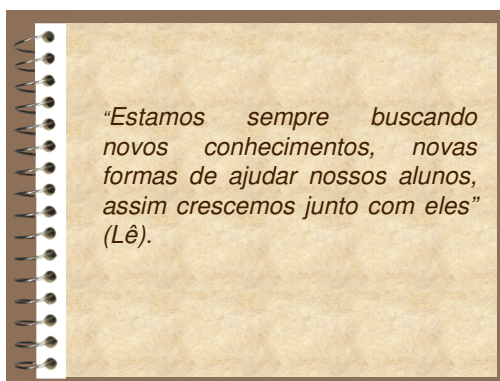 “Estamos sempre buscando
novos conhecimentos, novas
formas de ajudar nossos alunos,
assim crescemos junto com eles”
(Lê).